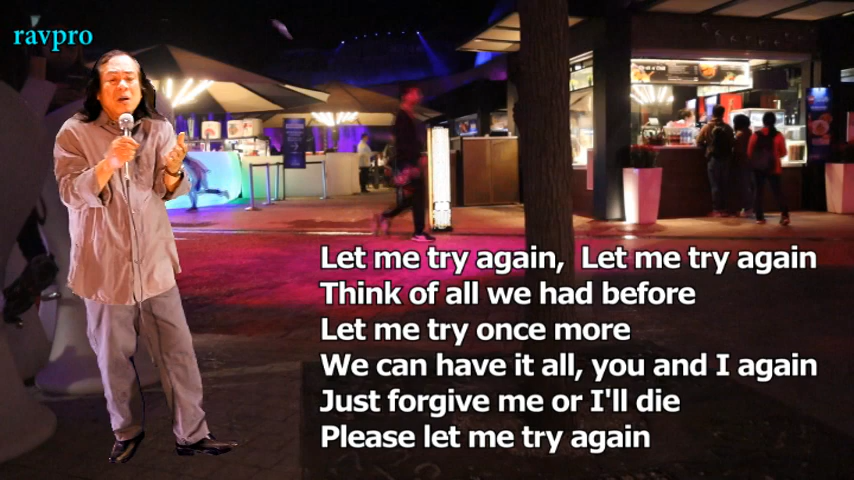 ravpro
Let me try again,  Let me try again
Think of all we had before
Let me try once more
We can have it all, you and I again
Just forgive me or I'll die
Please let me try again